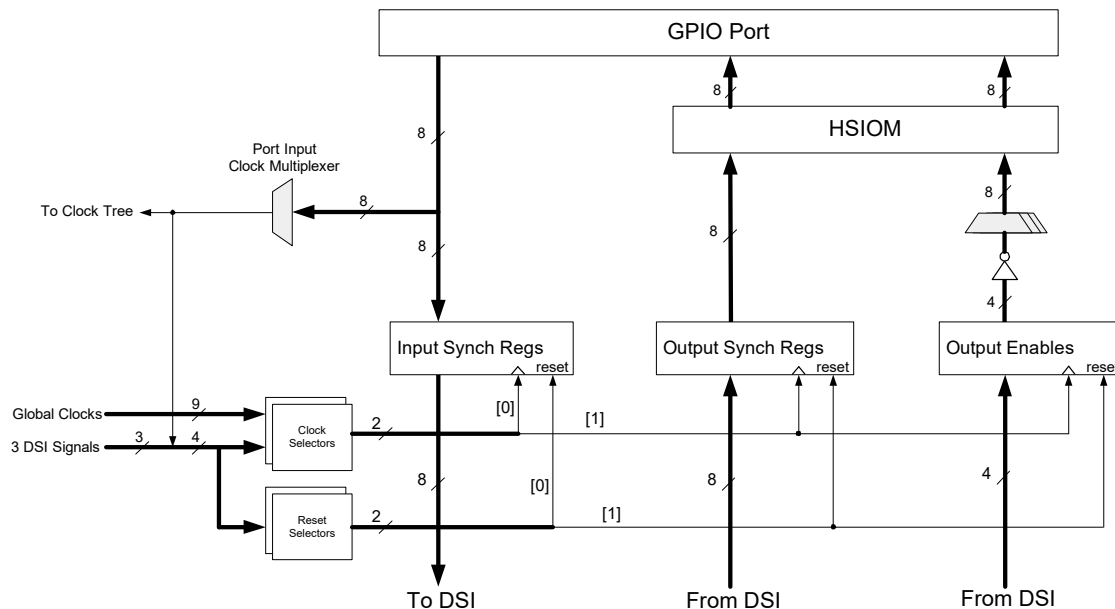 GPIO Port
8
8
8
HSIOM
Port Input
Clock Multiplexer
8
To Clock Tree
8
8
8
4
Input Synch Regs
Output Synch Regs
Output Enables
reset
reset
reset
[0]
[1]
Global Clocks
9
Clock
Selectors
2
3 DSI Signals
3
4
[0]
8
8
4
Reset
Selectors
2
[1]
To DSI
From DSI
From DSI